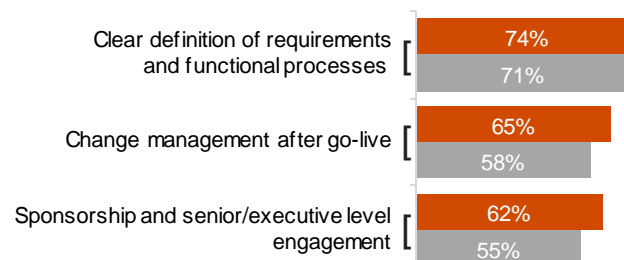 Clear definition of requirements
and functional processes
74%
71%
Change management after go-live
65%
58%
Sponsorship and senior/executive level
engagement
62%
55%